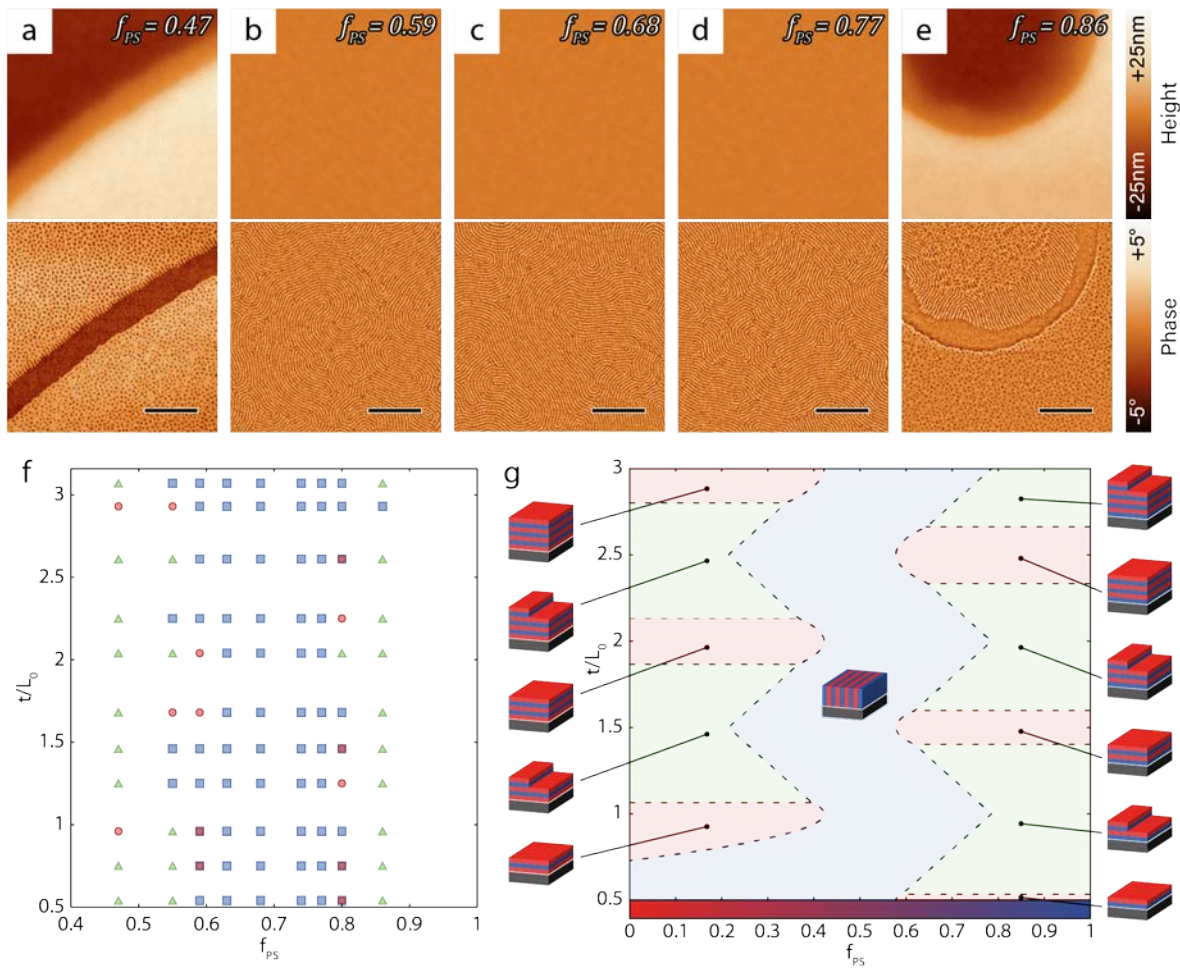 a f_PS = 0.47
b f_PS = 0.59
c f_PS = 0.68
d f_PS = 0.77
e f_PS = 0.86
+25nm
-25nm
Height
+5°
-5°
Phase
f
3
2.5
2
1.5
1
0.5
t/L₀
0.4 0.5 0.6 0.7 0.8 0.9 1
f_PS
g
3
2.5
2
1.5
1
0.5
t/L₀
0 0.1 0.2 0.3 0.4 0.5 0.6 0.7 0.8 0.9 1
f_PS